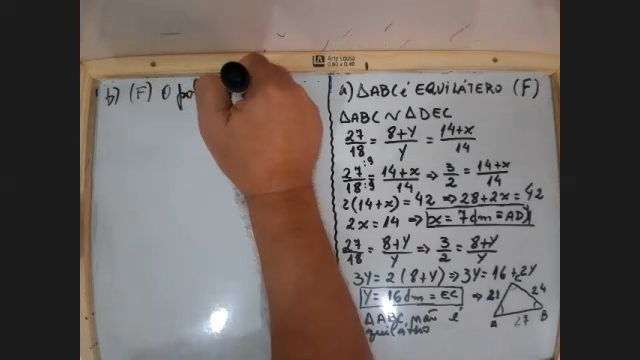 b) (F) O
Arte Lousa
0.60 x 0.40
a) ΔABC é EQUILÁTERO (F)
ΔABC ~ ΔDEC
27/18 = 8+y/y = 14+x/14
27:9/18:9 = 14+x/14 ⇒ 3/2 = 14+x/14
2(14+x) = 42 ⇒ 28+2x = 42
2x = 14 ⇒ x = 7dm = AD
27/18 = 8+y/y ⇒ 3/2 = 8+y/y
3y = 2(8+y) ⇒ 3y = 16+2y
y = 16dm = EC ⇒
C
21
24
A
27
B
ΔABC, não é
equilátero